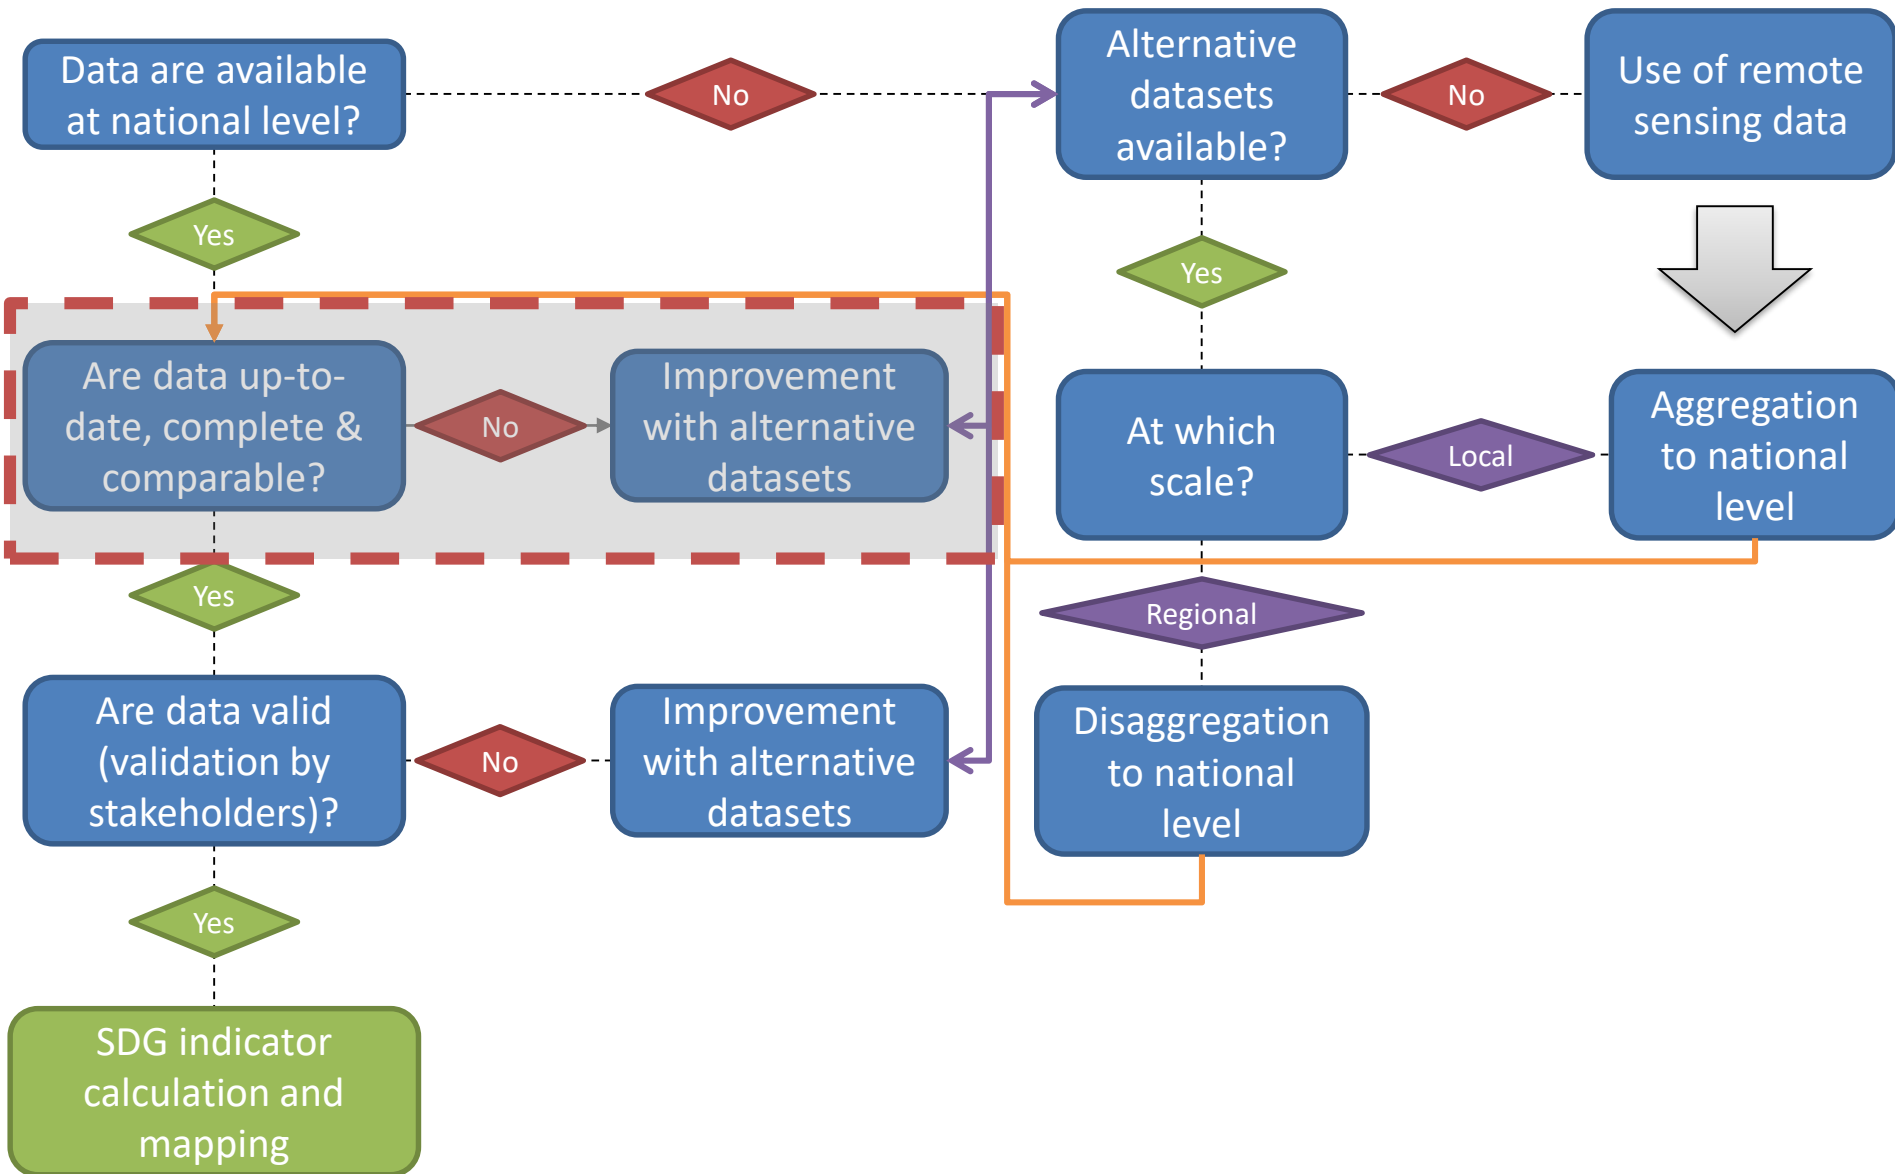 Data are available
at national level?
No
Alternative
datasets
available?
No
Use of remote
sensing data
Yes
Yes
Are data up-to-
date, complete &
comparable?
No
Improvement
with alternative
datasets
At which
scale?
Local
Aggregation
to national
level
Yes
Regional
Are data valid
(validation by
stakeholders)?
No
Improvement
with alternative
datasets
Disaggregation
to national
level
Yes
SDG indicator
calculation and
mapping